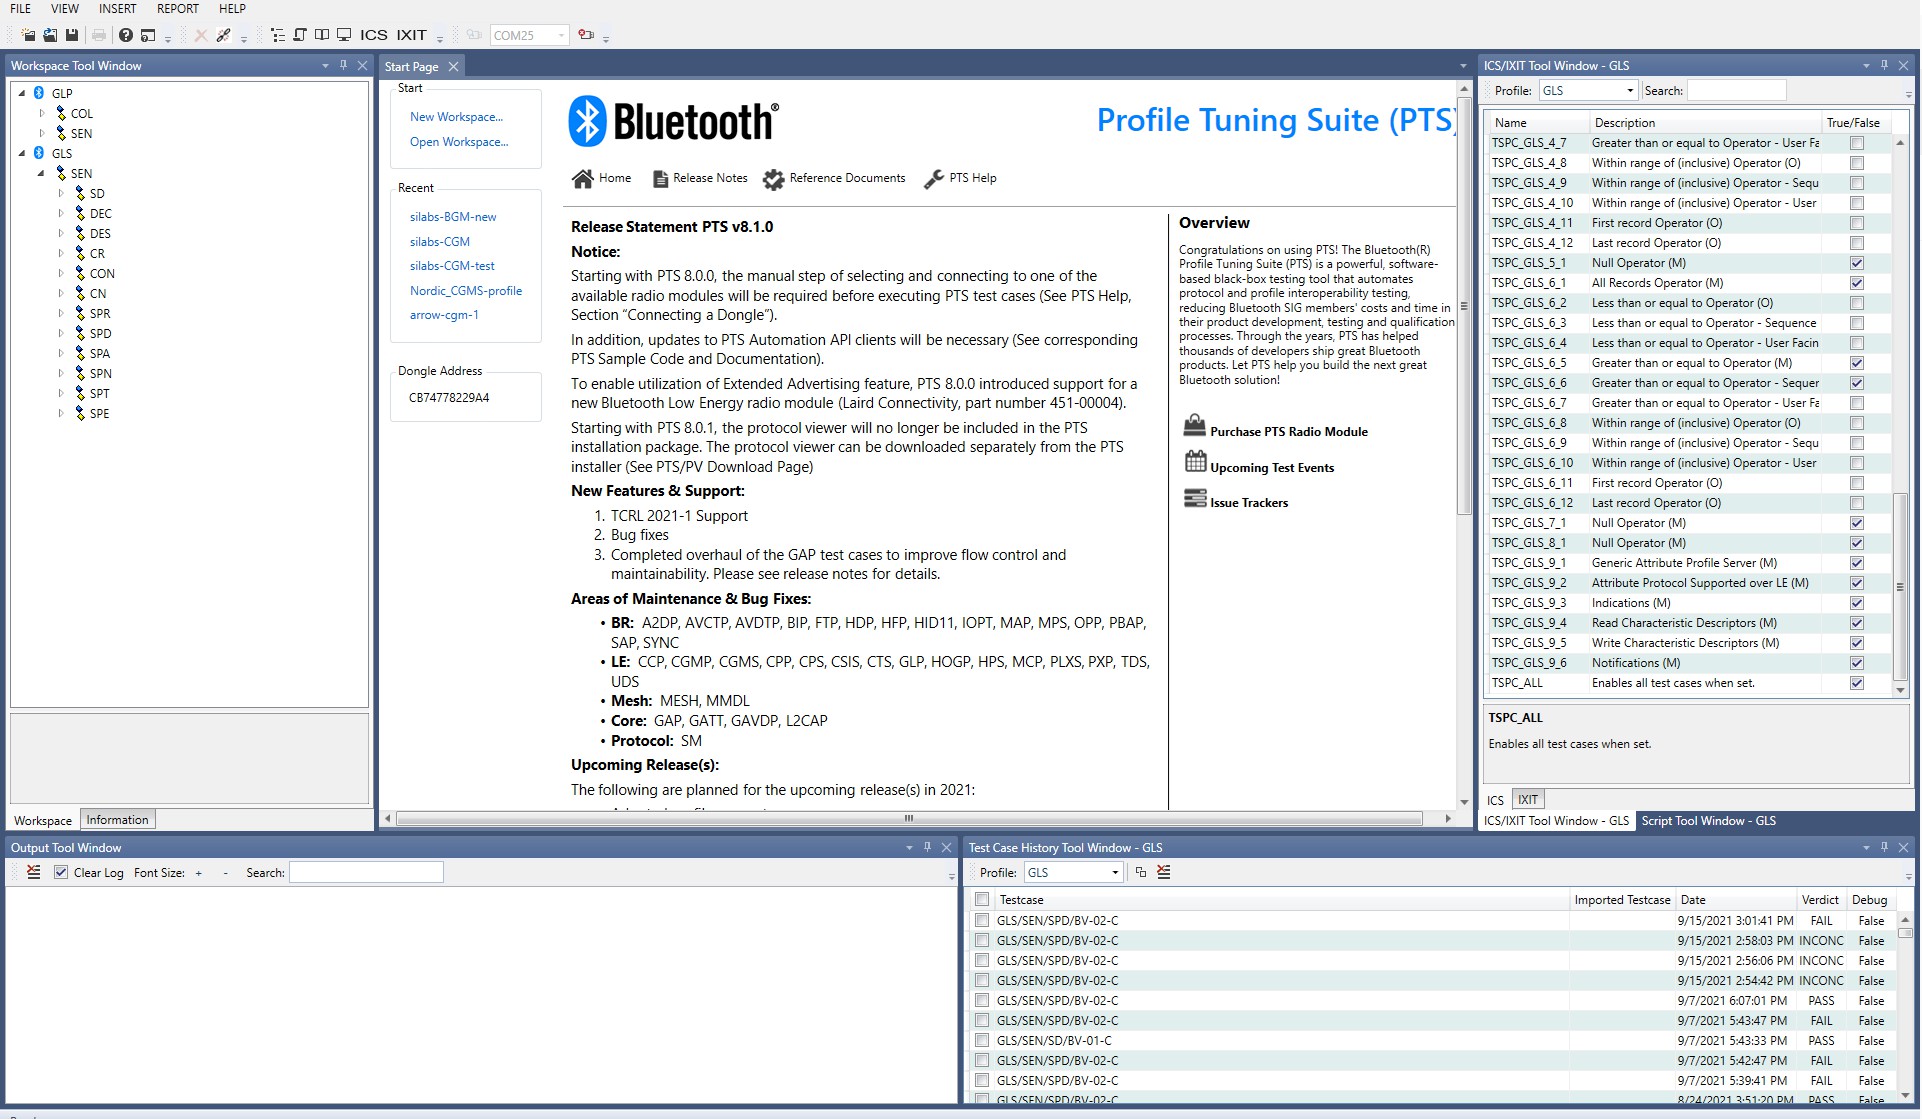 FILE VIEW INSERT REPORT HELP
ICS IXIT COM25
Workspace Tool Window
GLP
COL
SEN
GLS
SEN
SD
DEC
DES
CR
CON
CN
SPR
SPD
SPA
SPN
SPT
SPE
Workspace Information
Start Page
Start
New Workspace...
Open Workspace...
Recent
silabs-BGM-new
silabs-CGM
silabs-CGM-test
Nordic_CGMS-profile
arrow-cgm-1
Dongle Address
CB74778229A4
Bluetooth®
Profile Tuning Suite (PTS)
Home Release Notes Reference Documents PTS Help
Release Statement PTS v8.1.0
Notice:
Starting with PTS 8.0.0, the manual step of selecting and connecting to one of the
available radio modules will be required before executing PTS test cases (See PTS Help,
Section “Connecting a Dongle”).
In addition, updates to PTS Automation API clients will be necessary (See corresponding
PTS Sample Code and Documentation).
To enable utilization of Extended Advertising feature, PTS 8.0.0 introduced support for a
new Bluetooth Low Energy radio module (Laird Connectivity, part number 451-00004).
Starting with PTS 8.0.1, the protocol viewer will no longer be included in the PTS
installation package. The protocol viewer can be downloaded separately from the PTS
installer (See PTS/PV Download Page)
New Features & Support:
1. TCRL 2021-1 Support
2. Bug fixes
3. Completed overhaul of the GAP test cases to improve flow control and
maintainability. Please see release notes for details.
Areas of Maintenance & Bug Fixes:
• BR: A2DP, AVCTP, AVDTP, BIP, FTP, HDP, HFP, HID11, IOPT, MAP, MPS, OPP, PBAP,
SAP, SYNC
• LE: CCP, CGMP, CGMS, CPP, CPS, CSIS, CTS, GLP, HOGP, HPS, MCP, PLXS, PXP, TDS,
UDS
• Mesh: MESH, MMDL
• Core: GAP, GATT, GAVDP, L2CAP
• Protocol: SM
Upcoming Release(s):
The following are planned for the upcoming release(s) in 2021:
Overview
Congratulations on using PTS! The Bluetooth(R)
Profile Tuning Suite (PTS) is a powerful, software-
based black-box testing tool that automates
protocol and profile interoperability testing,
reducing Bluetooth SIG members' costs and time in
their product development, testing and qualification
processes. Through the years, PTS has helped
thousands of developers ship great Bluetooth
products. Let PTS help you build the next great
Bluetooth solution!
Purchase PTS Radio Module
Upcoming Test Events
Issue Trackers
ICS/IXIT Tool Window - GLS
Profile: GLS Search:
Name Description True/False
TSPC_GLS_4_7 Greater than or equal to Operator - User Fa
TSPC_GLS_4_8 Within range of (inclusive) Operator (O)
TSPC_GLS_4_9 Within range of (inclusive) Operator - Sequ
TSPC_GLS_4_10 Within range of (inclusive) Operator - User
TSPC_GLS_4_11 First record Operator (O)
TSPC_GLS_4_12 Last record Operator (O)
TSPC_GLS_5_1 Null Operator (M)
TSPC_GLS_6_1 All Records Operator (M)
TSPC_GLS_6_2 Less than or equal to Operator (O)
TSPC_GLS_6_3 Less than or equal to Operator - Sequence
TSPC_GLS_6_4 Less than or equal to Operator - User Facin
TSPC_GLS_6_5 Greater than or equal to Operator (M)
TSPC_GLS_6_6 Greater than or equal to Operator - Sequer
TSPC_GLS_6_7 Greater than or equal to Operator - User Fa
TSPC_GLS_6_8 Within range of (inclusive) Operator (O)
TSPC_GLS_6_9 Within range of (inclusive) Operator - Sequ
TSPC_GLS_6_10 Within range of (inclusive) Operator - User
TSPC_GLS_6_11 First record Operator (O)
TSPC_GLS_6_12 Last record Operator (O)
TSPC_GLS_7_1 Null Operator (M)
TSPC_GLS_8_1 Null Operator (M)
TSPC_GLS_9_1 Generic Attribute Profile Server (M)
TSPC_GLS_9_2 Attribute Protocol Supported over LE (M)
TSPC_GLS_9_3 Indications (M)
TSPC_GLS_9_4 Read Characteristic Descriptors (M)
TSPC_GLS_9_5 Write Characteristic Descriptors (M)
TSPC_GLS_9_6 Notifications (M)
TSPC_ALL Enables all test cases when set.
TSPC_ALL
Enables all test cases when set.
ICS IXIT
ICS/IXIT Tool Window - GLS Script Tool Window - GLS
Output Tool Window
Clear Log Font Size: + - Search:
Test Case History Tool Window - GLS
Profile: GLS
Testcase Imported Testcase Date Verdict Debug
GLS/SEN/SPD/BV-02-C 9/15/2021 3:01:41 PM FAIL False
GLS/SEN/SPD/BV-02-C 9/15/2021 2:58:03 PM INCONC False
GLS/SEN/SPD/BV-02-C 9/15/2021 2:56:06 PM INCONC False
GLS/SEN/SPD/BV-02-C 9/15/2021 2:54:42 PM INCONC False
GLS/SEN/SPD/BV-02-C 9/7/2021 6:07:01 PM PASS False
GLS/SEN/SPD/BV-02-C 9/7/2021 5:43:47 PM FAIL False
GLS/SEN/SD/BV-01-C 9/7/2021 5:43:33 PM PASS False
GLS/SEN/SPD/BV-02-C 9/7/2021 5:42:47 PM FAIL False
GLS/SEN/SPD/BV-02-C 9/7/2021 5:39:41 PM FAIL False
GLS/SEN/SPD/BV-02-C 8/24/2021 3:51:20 PM PASS False